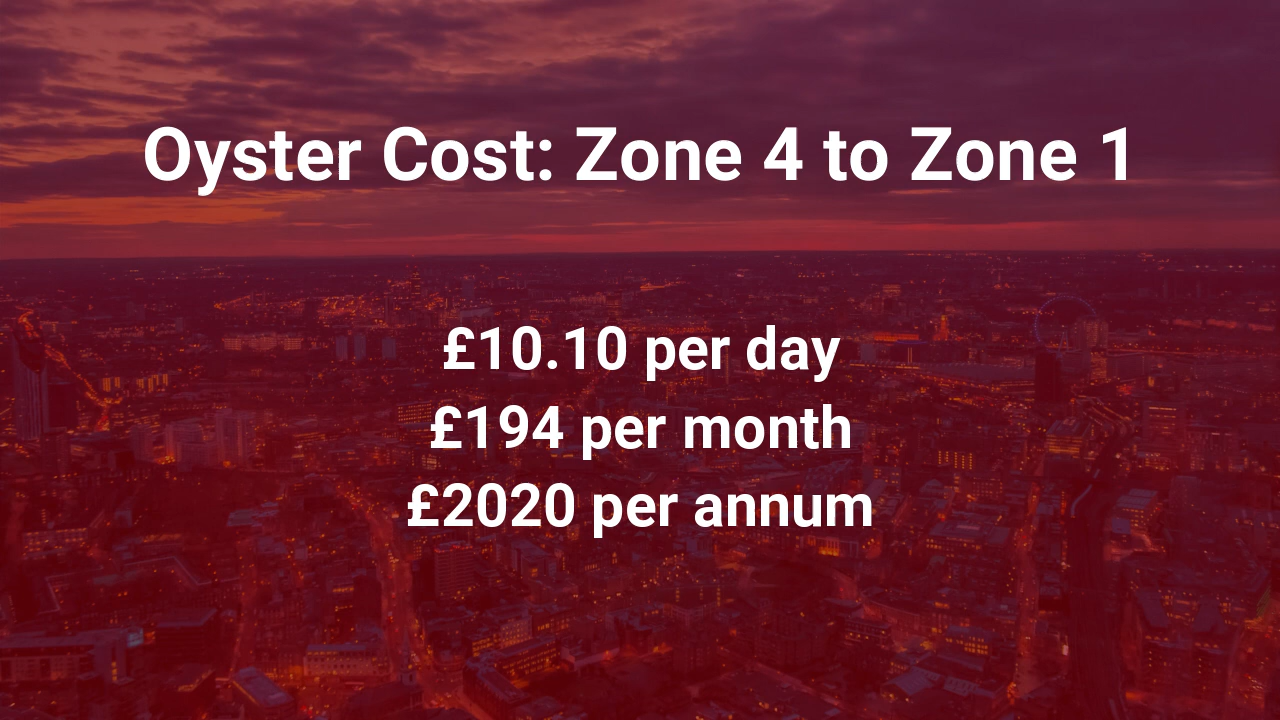 Oyster Cost: Zone 4 to Zone 1
£10.10 per day
£194 per month
£2020 per annum